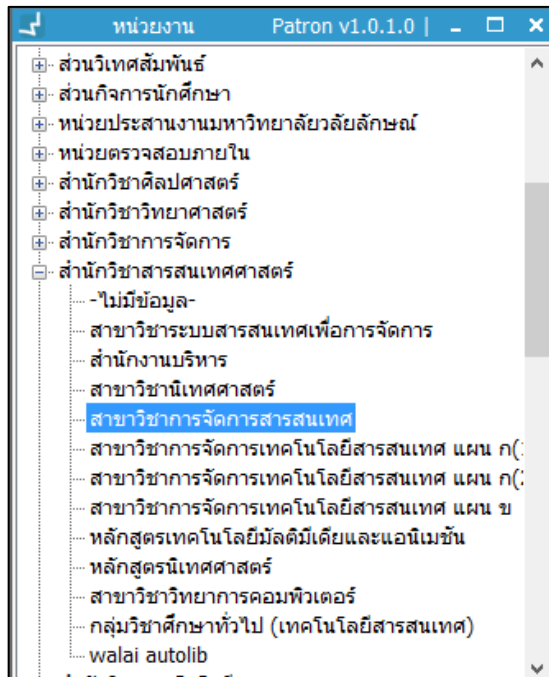 หน่วยงาน Patron v1.0.1.0 |
ส่วนวิเทศสัมพันธ์
ส่วนกิจการนักศึกษา
หน่วยประสานงานมหาวิทยาลัยวลัยลักษณ์
หน่วยตรวจสอบภายใน
สำนักวิชาศิลปศาสตร์
สำนักวิชาวิทยาศาสตร์
สำนักวิชาการจัดการ
สำนักวิชาสารสนเทศศาสตร์
-ไม่มีข้อมูล-
สาขาวิชาระบบสารสนเทศเพื่อการจัดการ
สำนักงานบริหาร
สาขาวิชานิเทศศาสตร์
สาขาวิชาการจัดการสารสนเทศ
สาขาวิชาการจัดการเทคโนโลยีสารสนเทศ แผน ก(
สาขาวิชาการจัดการเทคโนโลยีสารสนเทศ แผน ก(
สาขาวิชาการจัดการเทคโนโลยีสารสนเทศ แผน ข
หลักสูตรเทคโนโลยีมัลติมีเดียและแอนิเมชัน
หลักสูตรนิเทศศาสตร์
สาขาวิชาวิทยาการคอมพิวเตอร์
กลุ่มวิชาศึกษาทั่วไป (เทคโนโลยีสารสนเทศ)
walai autolib